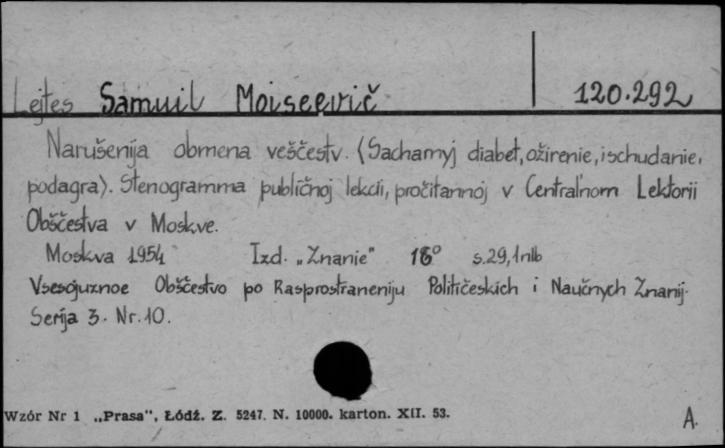 Lejtes Samuil Moiseevič 120.292
Narušenija obmena veščestv. (Sacharnyj diabet, ožirenie, ischudanie,
podagra). Stenogramma publičnoj lekcii, pročitannoj v Central'nom Lektorii
Obščestva v Moskve.
Moskva 1954 Izd. „Znanie" 16° s.29,1nlb
Vsesojuznoe Obščestvo po Rasprostraneniju Političeskich i Naučnych Znanij.
Serija 3. Nr.10.
Wzór Nr 1 „Prasa", Łódź. Z. 5247. N. 10000. karton. XII. 53.
A.